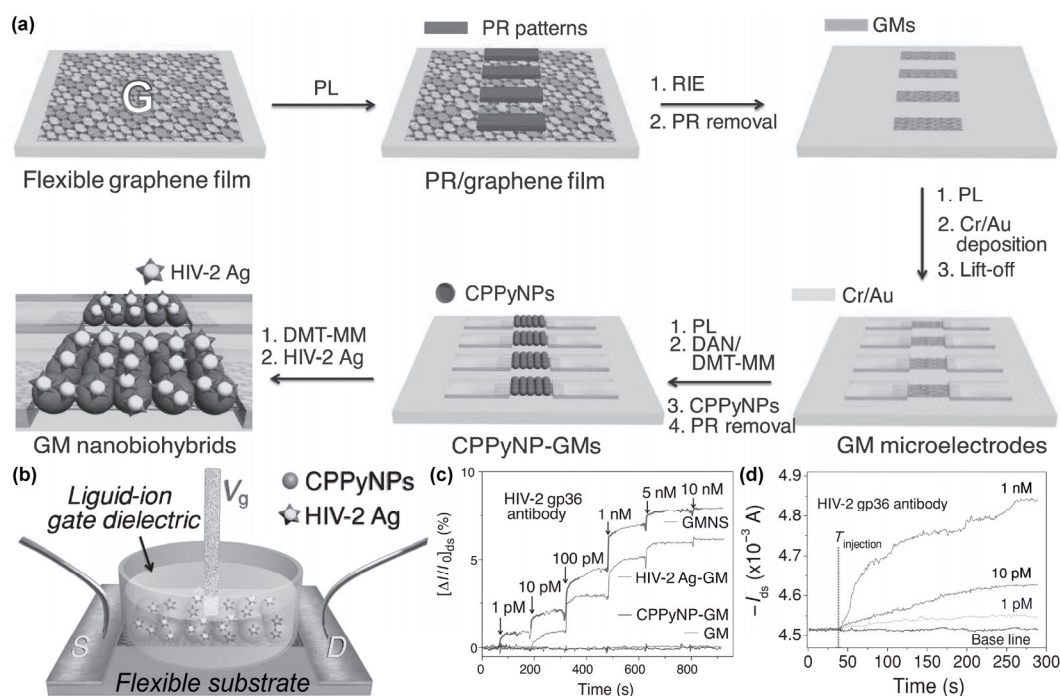 (a)
PR patterns
GMs
G
PL
1. RIE
2. PR removal
Flexible graphene film
PR/graphene film
1. PL
2. Cr/Au
deposition
3. Lift-off
HIV-2 Ag
CPPyNPs
Cr/Au
1. DMT-MM
2. HIV-2 Ag
1. PL
2. DAN/
DMT-MM
3. CPPyNPs
4. PR removal
GM nanobiohybrids
CPPyNP-GMs
GM microelectrodes
(b)
Liguid-ion
gate dielectric
Vg
CPPyNPs
HIV-2 Ag
S
D
Flexible substrate
(c)
[ΔI/I0]ds (%)
10
5
0
HIV-2 gp36
antibody
1 pM
10 pM
100 pM
1 nM
5 nM
10 nM
GMNS
HIV-2 Ag-GM
CPPyNP-GM
GM
0
200
400
600
800
Time (s)
(d)
−Ids (x10⁻³ A)
4.9
4.8
4.7
4.6
4.5
HIV-2 gp36 antibody
Tinjection
1 nM
10 pM
1 pM
Base line
0
50
100
150
200
250
300
Time (s)